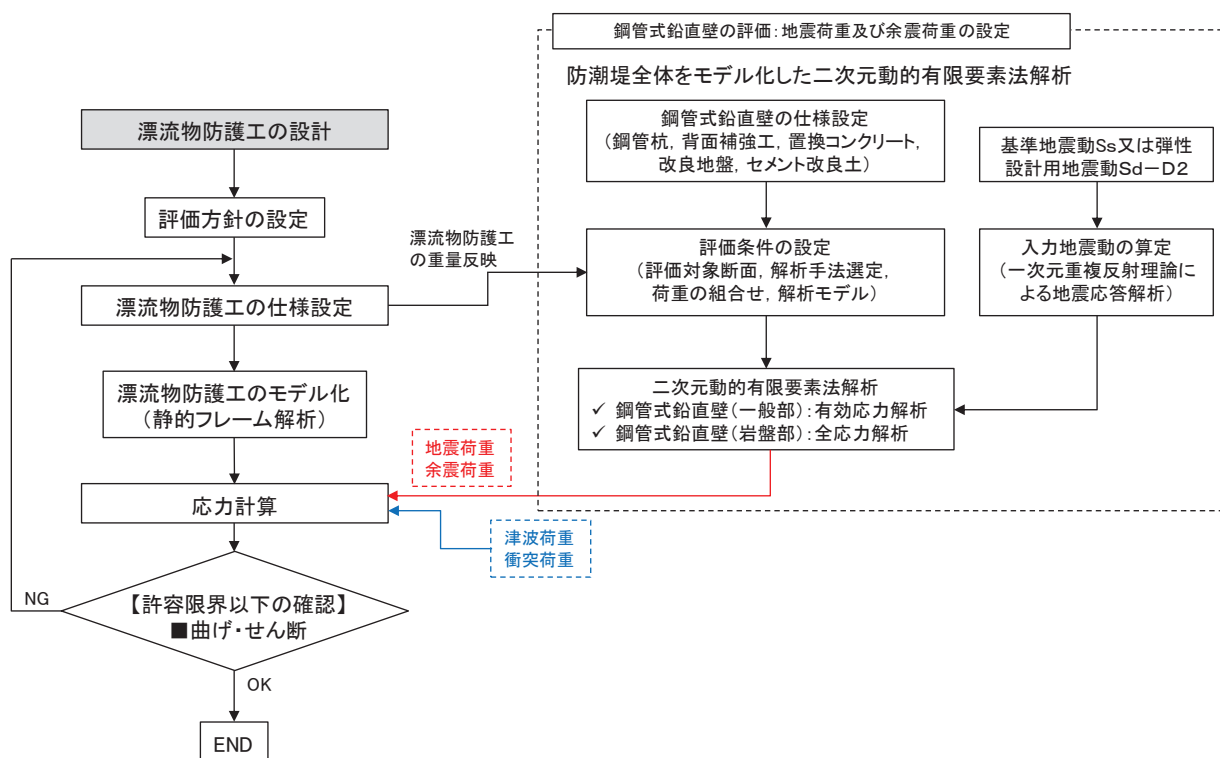 鋼管式鉛直壁の評価：地震荷重及び余震荷重の設定
防潮堤全体をモデル化した二次元動的有限要素法解析
漂流物防護工の設計
評価方針の設定
漂流物防護工の仕様設定
漂流物防護工
の重量反映
漂流物防護工のモデル化
（静的フレーム解析）
応力計算
【許容限界以下の確認】
■曲げ・せん断
NG
OK
END
鋼管式鉛直壁の仕様設定
（鋼管杭，背面補強工，置換コンクリート，
改良地盤，セメント改良土）
評価条件の設定
（評価対象断面，解析手法選定，
荷重の組合せ，解析モデル）
基準地震動Ss又は弾性
設計用地震動Sd－D2
入力地震動の算定
（一次元重複反射理論に
よる地震応答解析）
二次元動的有限要素法解析
✓ 鋼管式鉛直壁（一般部）：有効応力解析
✓ 鋼管式鉛直壁（岩盤部）：全応力解析
地震荷重
余震荷重
津波荷重
衝突荷重